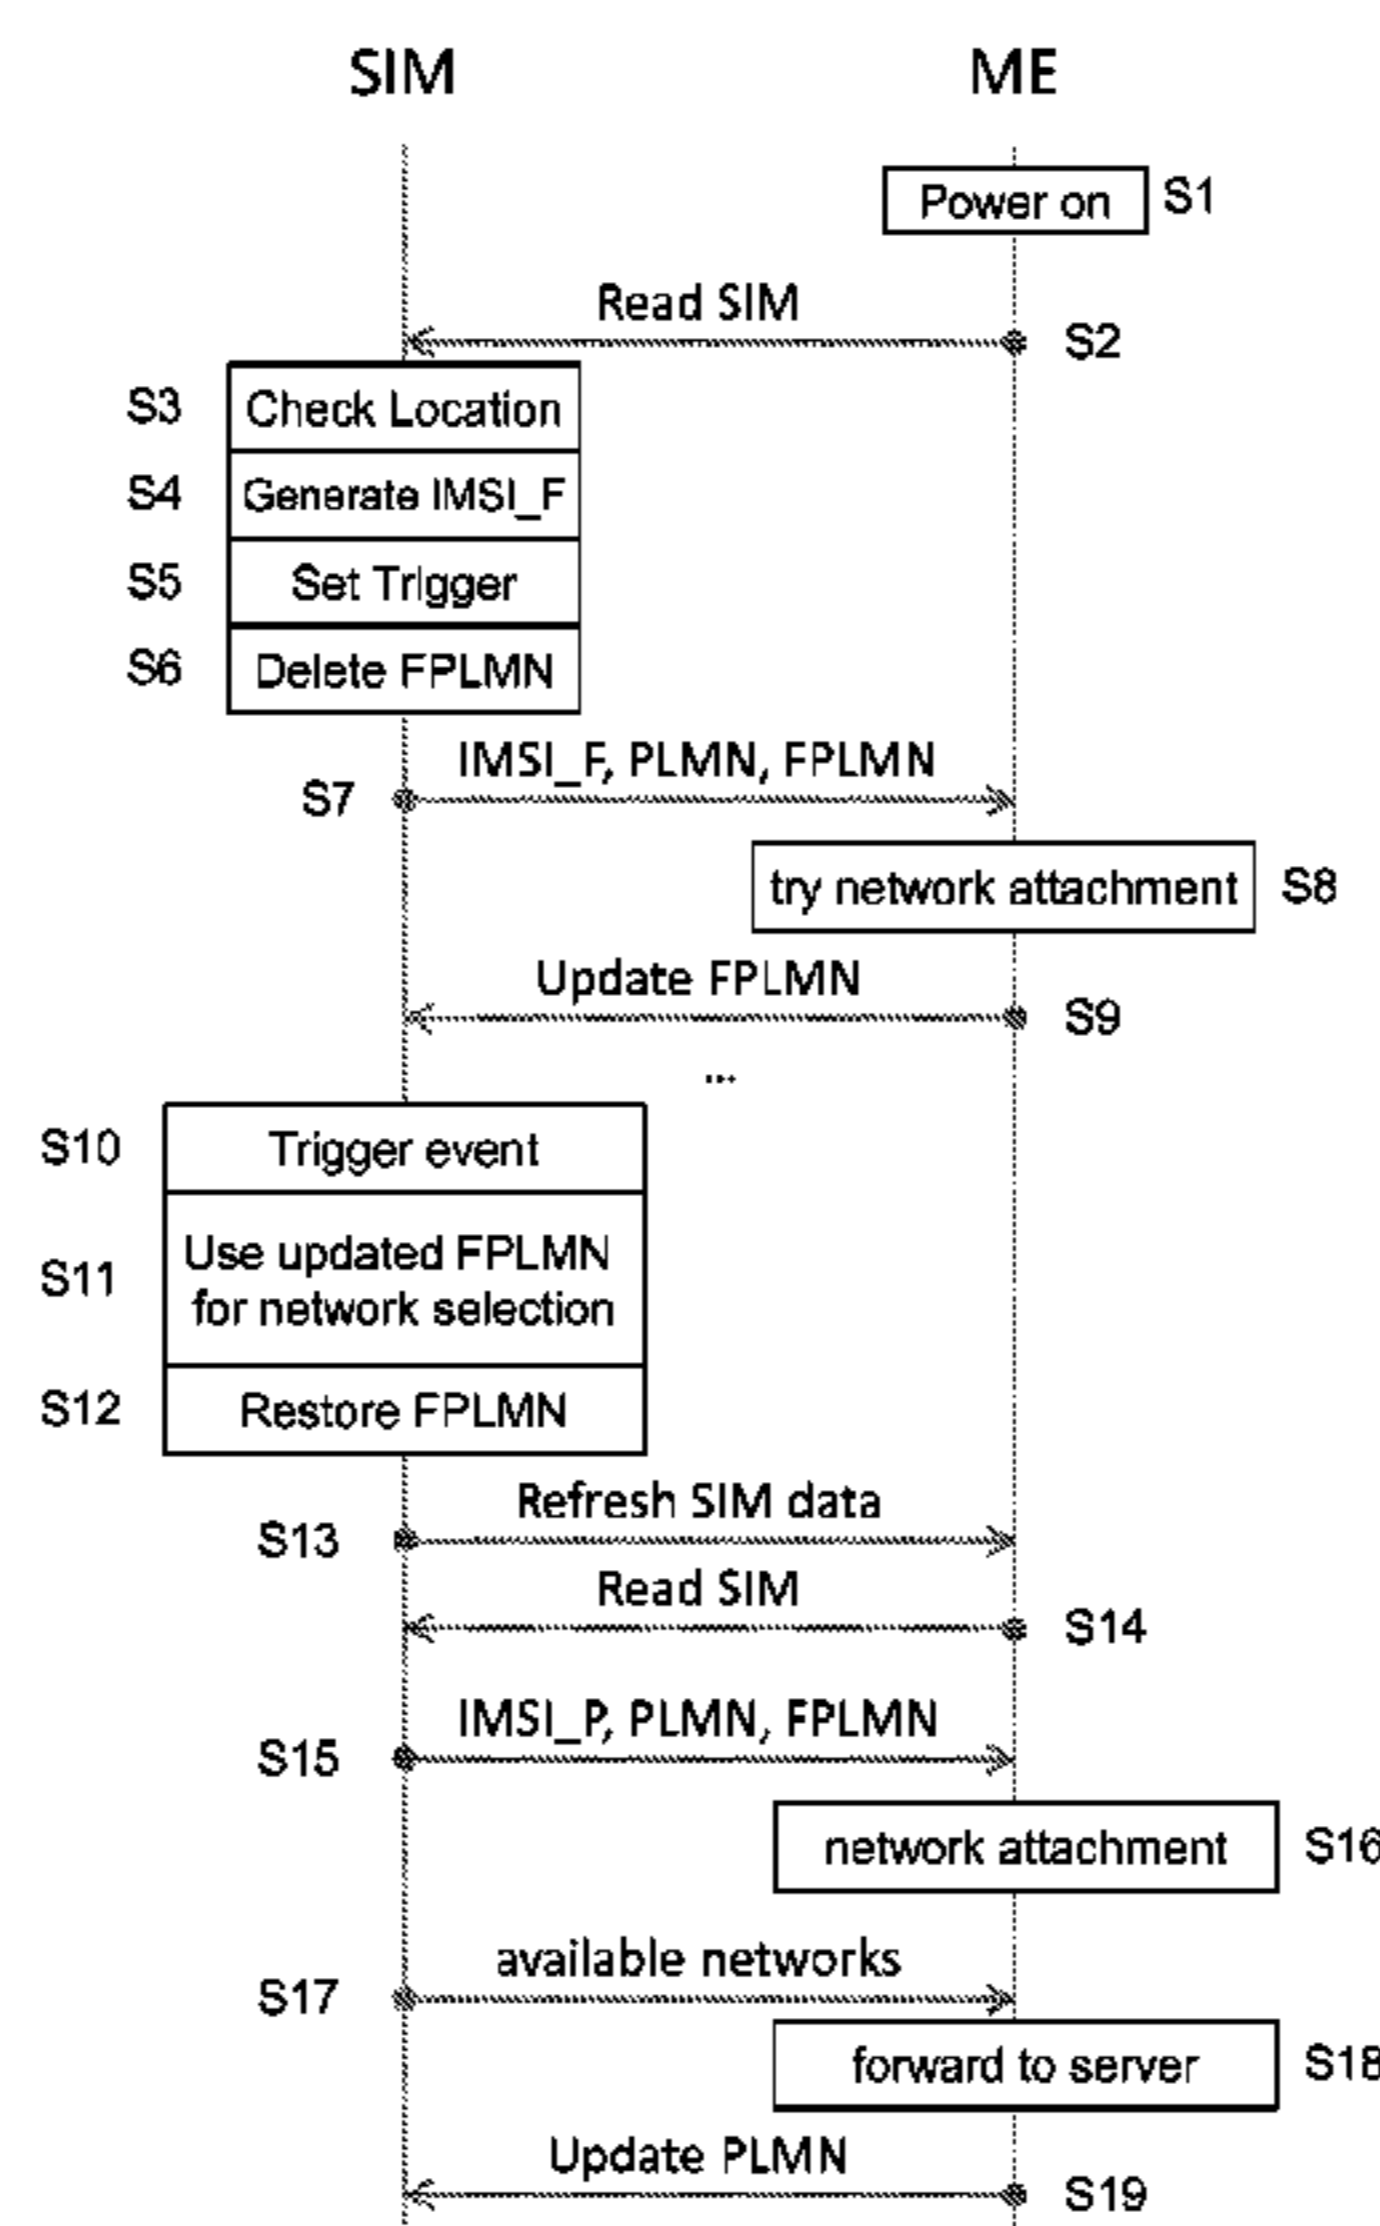 SIM ME
Power on S1
Read SIM
S2
S3 Check Location
S4 Generate IMSI_F
S5 Set Trigger
S6 Delete FPLMN
IMSI_F, PLMN, FPLMN
S7
try network attachment S8
Update FPLMN
S9
...
S10 Trigger event
S11 Use updated FPLMN
for network selection
S12 Restore FPLMN
Refresh SIM data
S13
Read SIM
S14
IMSI_P, PLMN, FPLMN
S15
network attachment S16
available networks
S17
forward to server S18
Update PLMN
S19